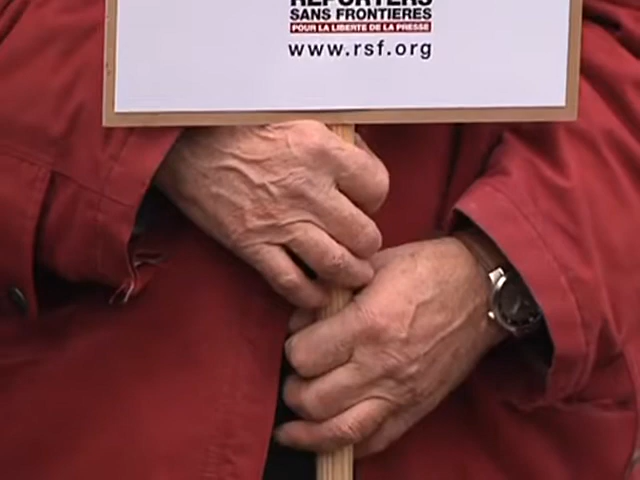 REPORTERS
SANS FRONTIERES
POUR LA LIBERTE DE LA PRESSE
www.rsf.org